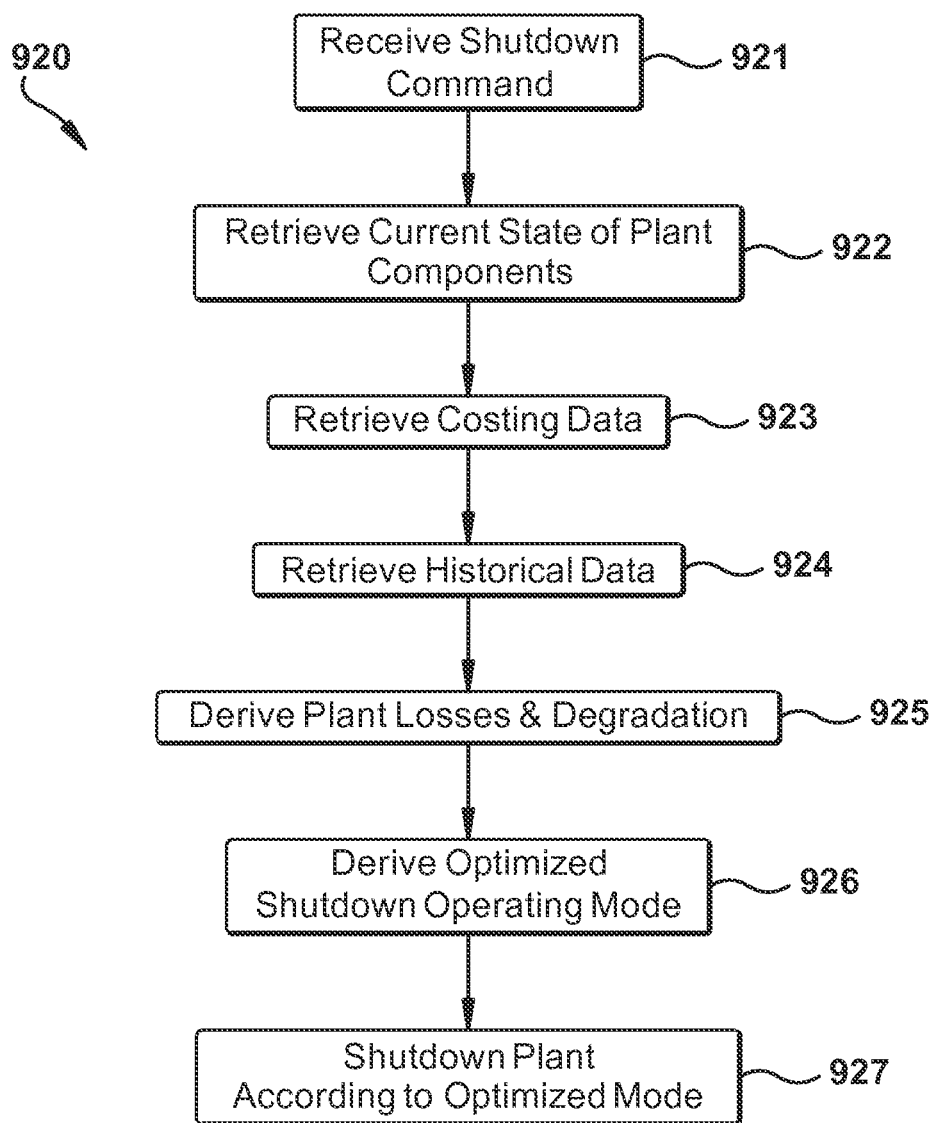 920
Receive Shutdown
Command
921
Retrieve Current State of Plant
Components
922
Retrieve Costing Data
923
Retrieve Historical Data
924
Derive Plant Losses & Degradation
925
Derive Optimized
Shutdown Operating Mode
926
Shutdown Plant
According to Optimized Mode
927